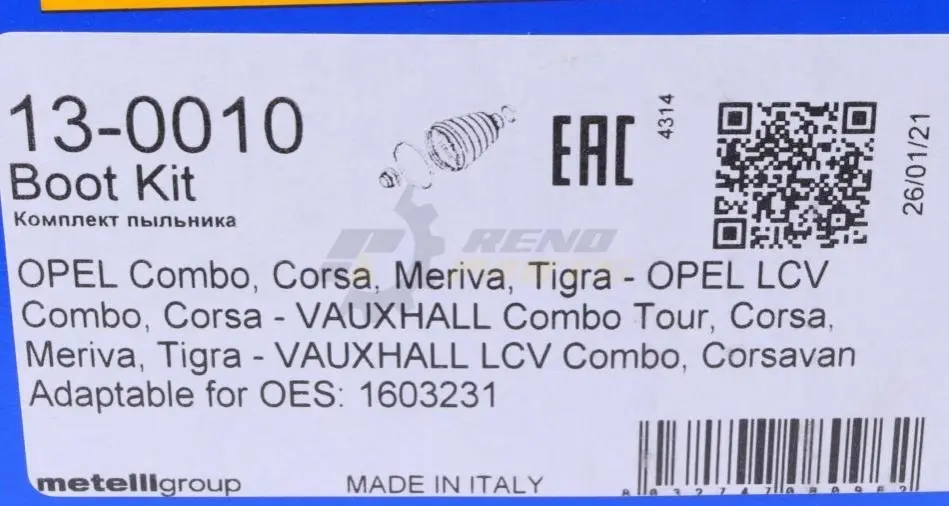 13-0010
Boot Kit
Комплект пыльника
EAC
4314
26/01/21
RENO
OPEL Combo, Corsa, Meriva, Tigra - OPEL LCV
Combo, Corsa - VAUXHALL Combo Tour, Corsa,
Meriva, Tigra - VAUXHALL LCV Combo, Corsavan
Adaptable for OES: 1603231
metelligroup
MADE IN ITALY